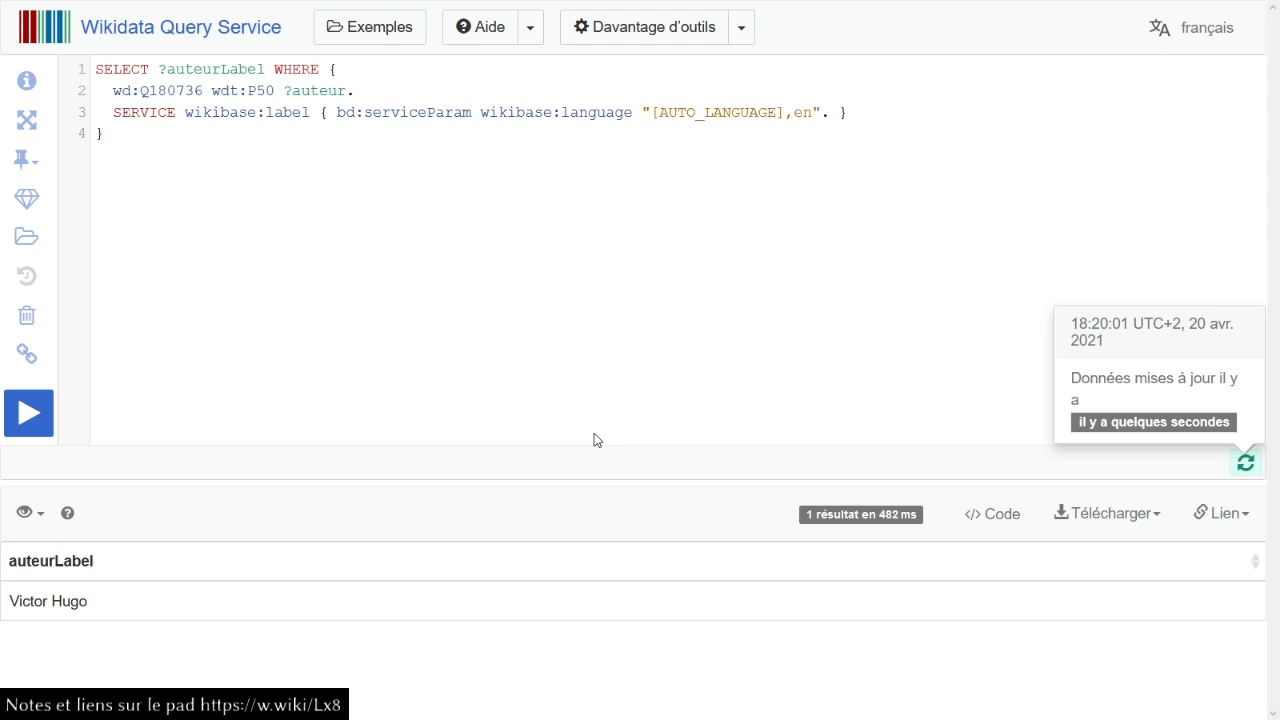 Wikidata Query Service
Exemples
Aide
Davantage d'outils
français
1 SELECT ?auteurLabel WHERE {
2 wd:Q180736 wdt:P50 ?auteur.
3 SERVICE wikibase:label { bd:serviceParam wikibase:language "[AUTO_LANGUAGE],en". }
4 }
18:20:01 UTC+2, 20 avr.
2021
Données mises à jour il y
a
il y a quelques secondes
1 résultat en 482 ms
</> Code
Télécharger
Lien
auteurLabel
Victor Hugo
Notes et liens sur le pad https://w.wiki/Lx8